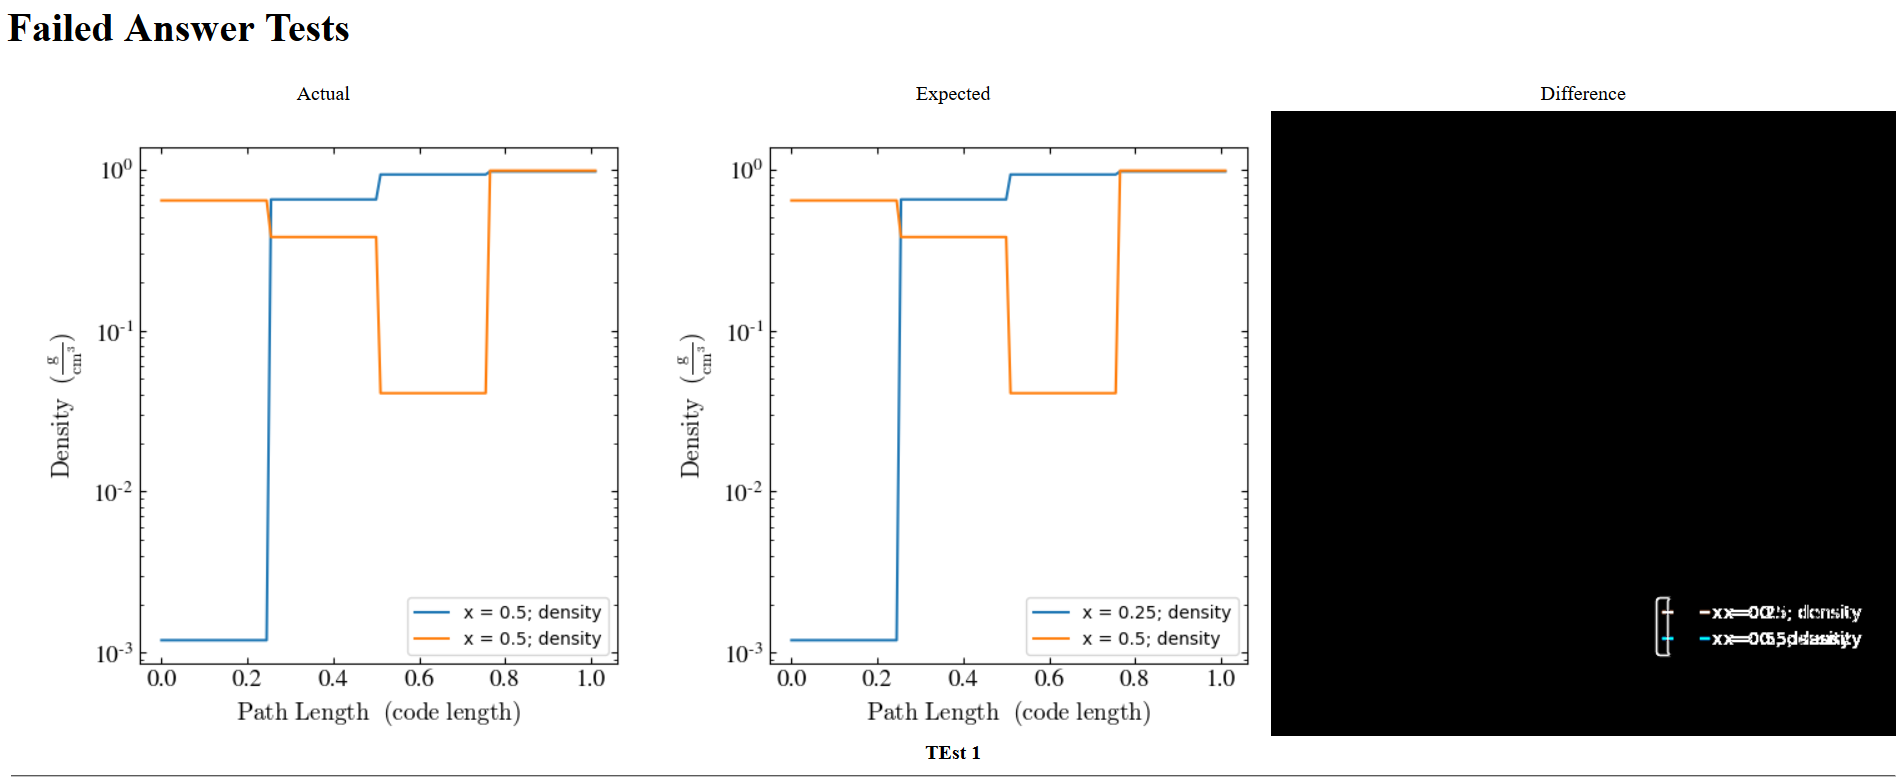 Failed Answer Tests
Actual
Expected
Difference
10^0
10^-1
10^-2
10^-3
Density (g/cm^3)
0.0 0.2 0.4 0.6 0.8 1.0
Path Length (code length)
x = 0.5; density
x = 0.5; density
10^0
10^-1
10^-2
10^-3
Density (g/cm^3)
0.0 0.2 0.4 0.6 0.8 1.0
Path Length (code length)
x = 0.25; density
x = 0.5; density
TEst 1